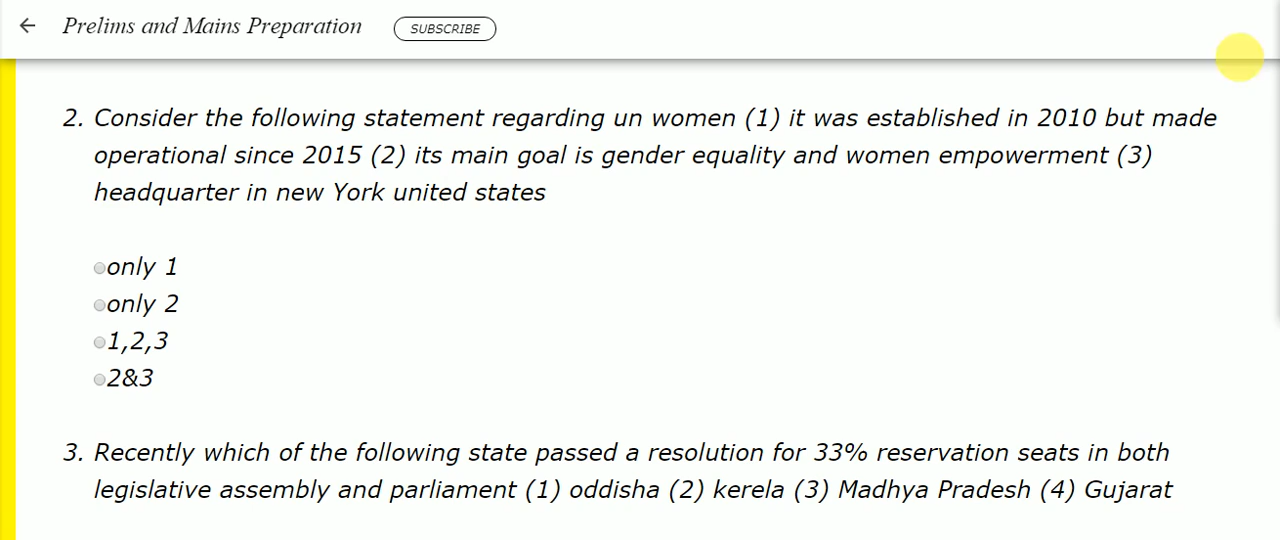 Prelims and Mains Preparation SUBSCRIBE
2. Consider the following statement regarding un women (1) it was established in 2010 but made
operational since 2015 (2) its main goal is gender equality and women empowerment (3)
headquarter in new York united states
only 1
only 2
1,2,3
2&3
3. Recently which of the following state passed a resolution for 33% reservation seats in both
legislative assembly and parliament (1) oddisha (2) kerela (3) Madhya Pradesh (4) Gujarat